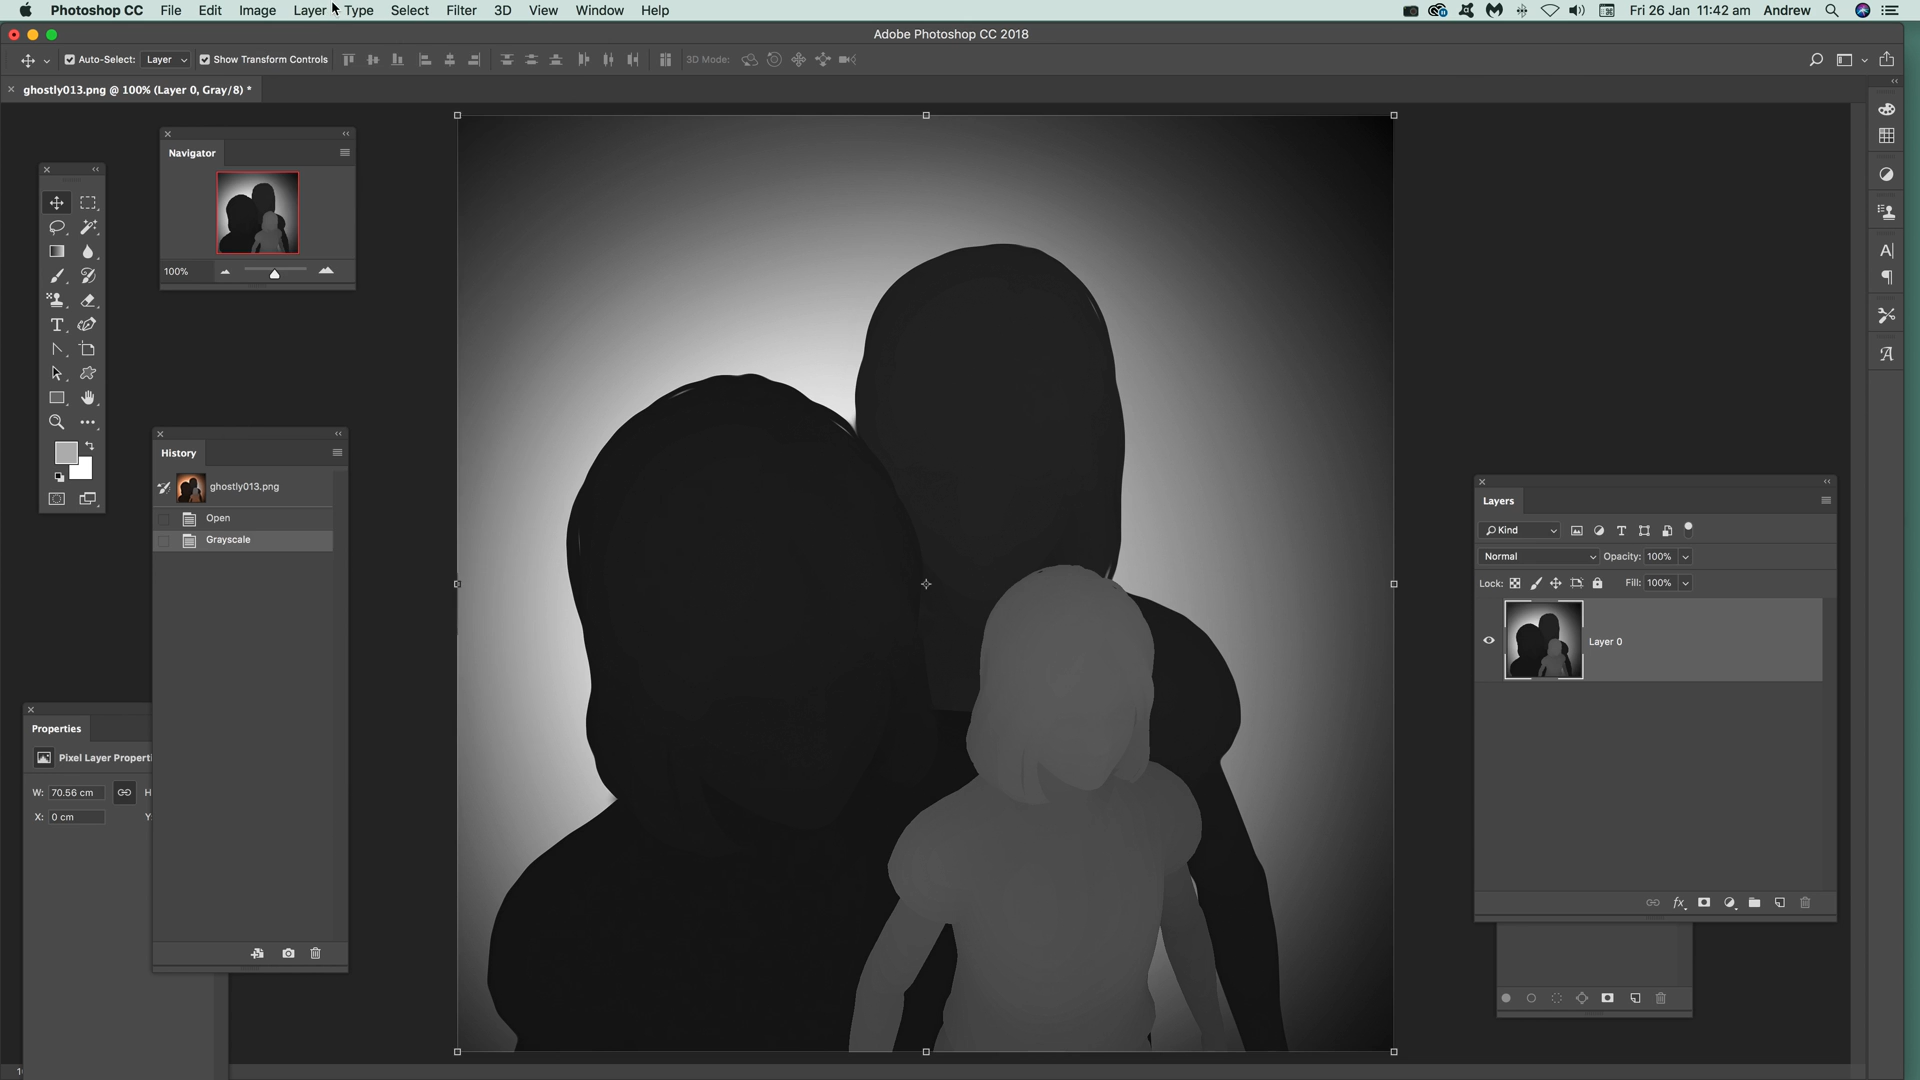 Photoshop CC File Edit Image Layer Type Select Filter 3D View Window Help Fri 26 Jan 11:42 am Andrew
Adobe Photoshop CC 2018
Auto-Select: Layer Show Transform Controls 3D Mode:
ghostly013.png @ 100% (Layer 0, Gray/8) *
Navigator
100%
History
ghostly013.png
Open
Grayscale
Properties
Pixel Layer Properti
W: 70.56 cm H
X: 0 cm Y:
Layers
Kind
Normal Opacity: 100%
Lock: Fill: 100%
Layer 0
fx